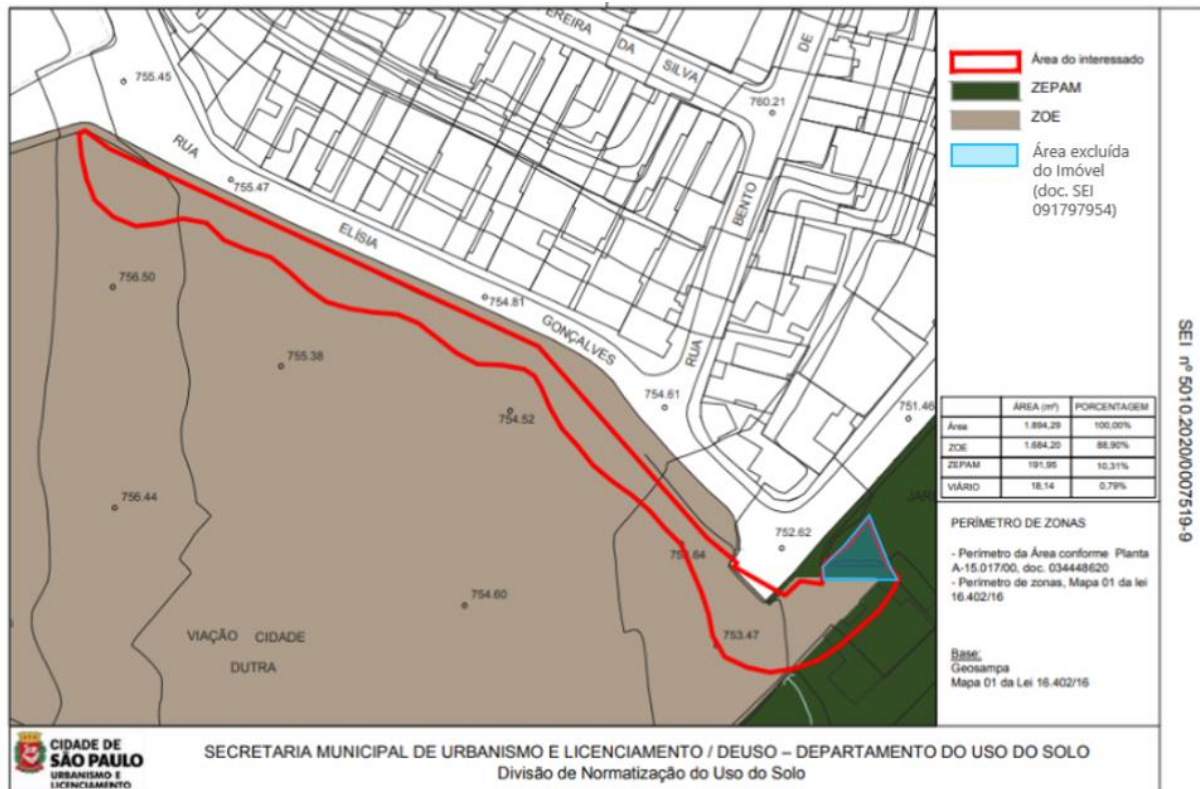 PEREIRA
DA
SILVA
DE
755.45
760.21
RUA
755.47
BENTO
ELÍSIA
756.50
754.81
GONÇALVES
RUA
755.38
754.61
754.52
751.46
756.44
752.62
754.60
753.47
VIAÇÃO CIDADE
DUTRA
Área do interessado
ZEPAM
ZOE
Área excluída
do Imóvel
(doc. SEI
091797954)
ÁREA (m²) PORCENTAGEM
Área 1.894,29 100,00%
ZOE 1.684,20 88,90%
ZEPAM 191,95 10,31%
VIÁRIO 18,14 0,79%
PERÍMETRO DE ZONAS
- Perímetro da Área conforme Planta
A-15.017/00, doc. 034448620
- Perímetro de zonas, Mapa 01 da lei
16.402/16
Base:
Geosampa
Mapa 01 da Lei 16.402/16
SEI nº 5010.2020/0007519-9
CIDADE DE
SÃO PAULO
URBANISMO E
LICENCIAMENTO
SECRETARIA MUNICIPAL DE URBANISMO E LICENCIAMENTO / DEUSO – DEPARTAMENTO DO USO DO SOLO
Divisão de Normatização do Uso do Solo